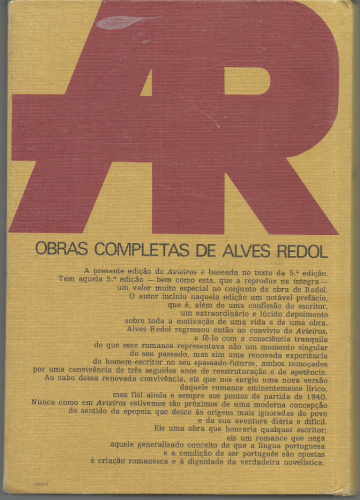 AR
OBRAS COMPLETAS DE ALVES REDOL
A presente edição do Avieiros é baseada no texto da 5.ª edição.
Tem aquela 5.ª edição — bem como esta, que a reproduz na íntegra —
um valor muito especial no conjunto da obra de Redol.
O autor incluiu naquela edição um notável prefácio,
que é, além de uma confissão do escritor,
um extraordinário e lúcido depoimento
sobre toda a motivação de uma vida e de uma obra.
Alves Redol regressou então ao convívio do Avieiros,
e fê-lo com a consciência tranquila
de que esse romance representava não um momento singular
do seu passado, mas sim uma renovada experiência
do homem-escritor no seu «passado-futuro», ambos remoçados
por uma convivência de três seguidos anos de reestruturação e de apetência.
Ao cabo dessa renovada convivência, eis que nos surgiu uma nova versão
daquele romance eminentemente lírico,
mas fiel ainda e sempre aos pontos de partida de 1940.
Nunca como em Avieiros estivemos tão próximos de uma moderna concepção
do sentido da epopeia que desce às origens mais ignoradas do povo
e da sua aventura diária e difícil.
Eis uma obra que honraria qualquer escritor;
eis um romance que nega
aquele generalizado conceito de que a língua portuguesa
e a condição de ser português são opostas
à criação romanesca e à dignidade da verdadeira novelística.